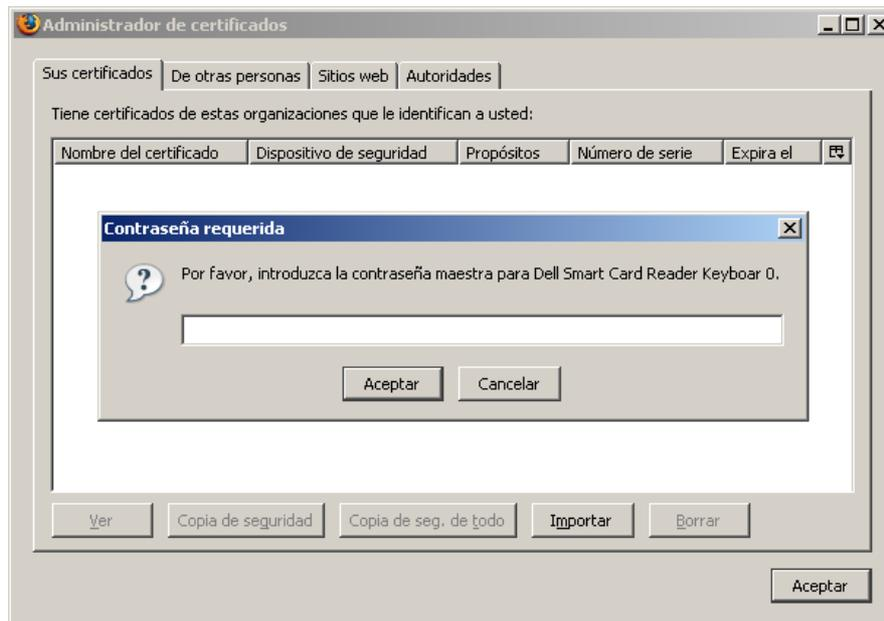 Administrador de certificados
Sus certificados De otras personas Sitios web Autoridades
Tiene certificados de estas organizaciones que le identifican a usted:
Nombre del certificado Dispositivo de seguridad Propósitos Número de serie Expira el
Contraseña requerida
Por favor, introduzca la contraseña maestra para Dell Smart Card Reader Keyboar 0.
Aceptar Cancelar
Ver Copia de seguridad Copia de seg. de todo Importar Borrar
Aceptar